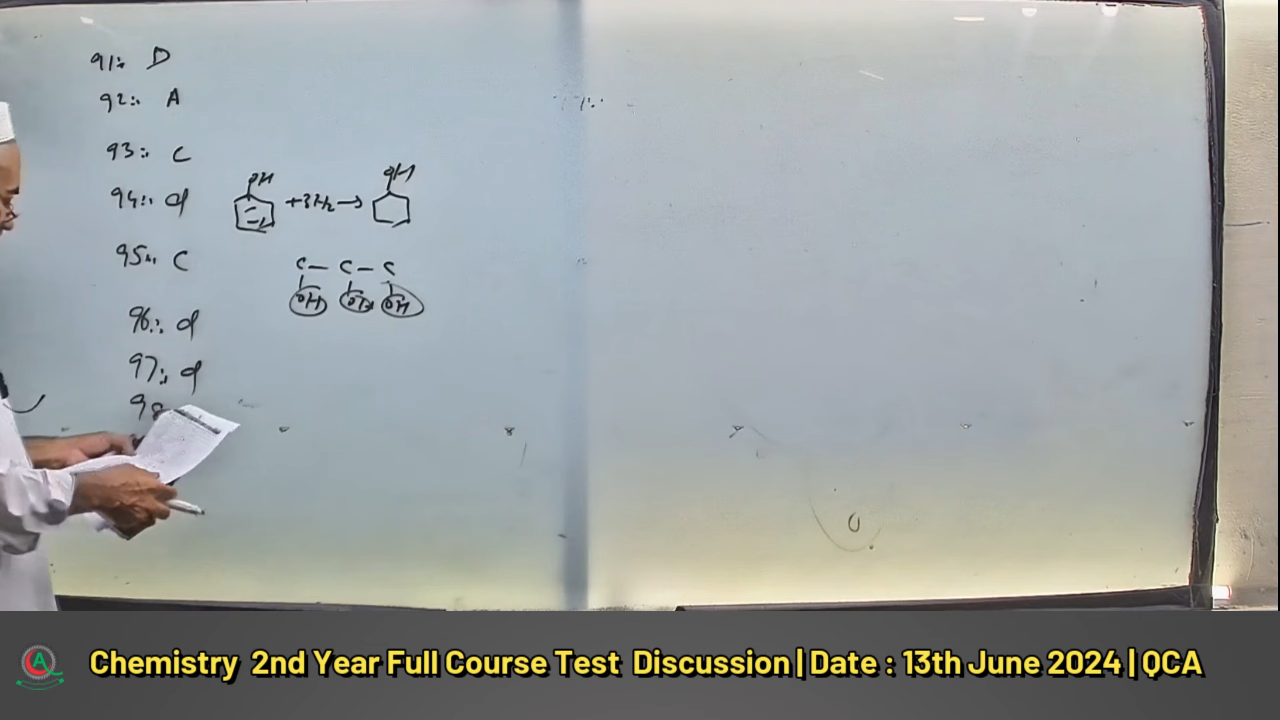 91:. D
92:. A
93:. C
94:. d
OH
+3H₂ →
OH
95:. C
C — C — C
OH OH OH
96:. d
97:. d
98
Chemistry 2nd Year Full Course Test Discussion | Date : 13th June 2024 | QCA